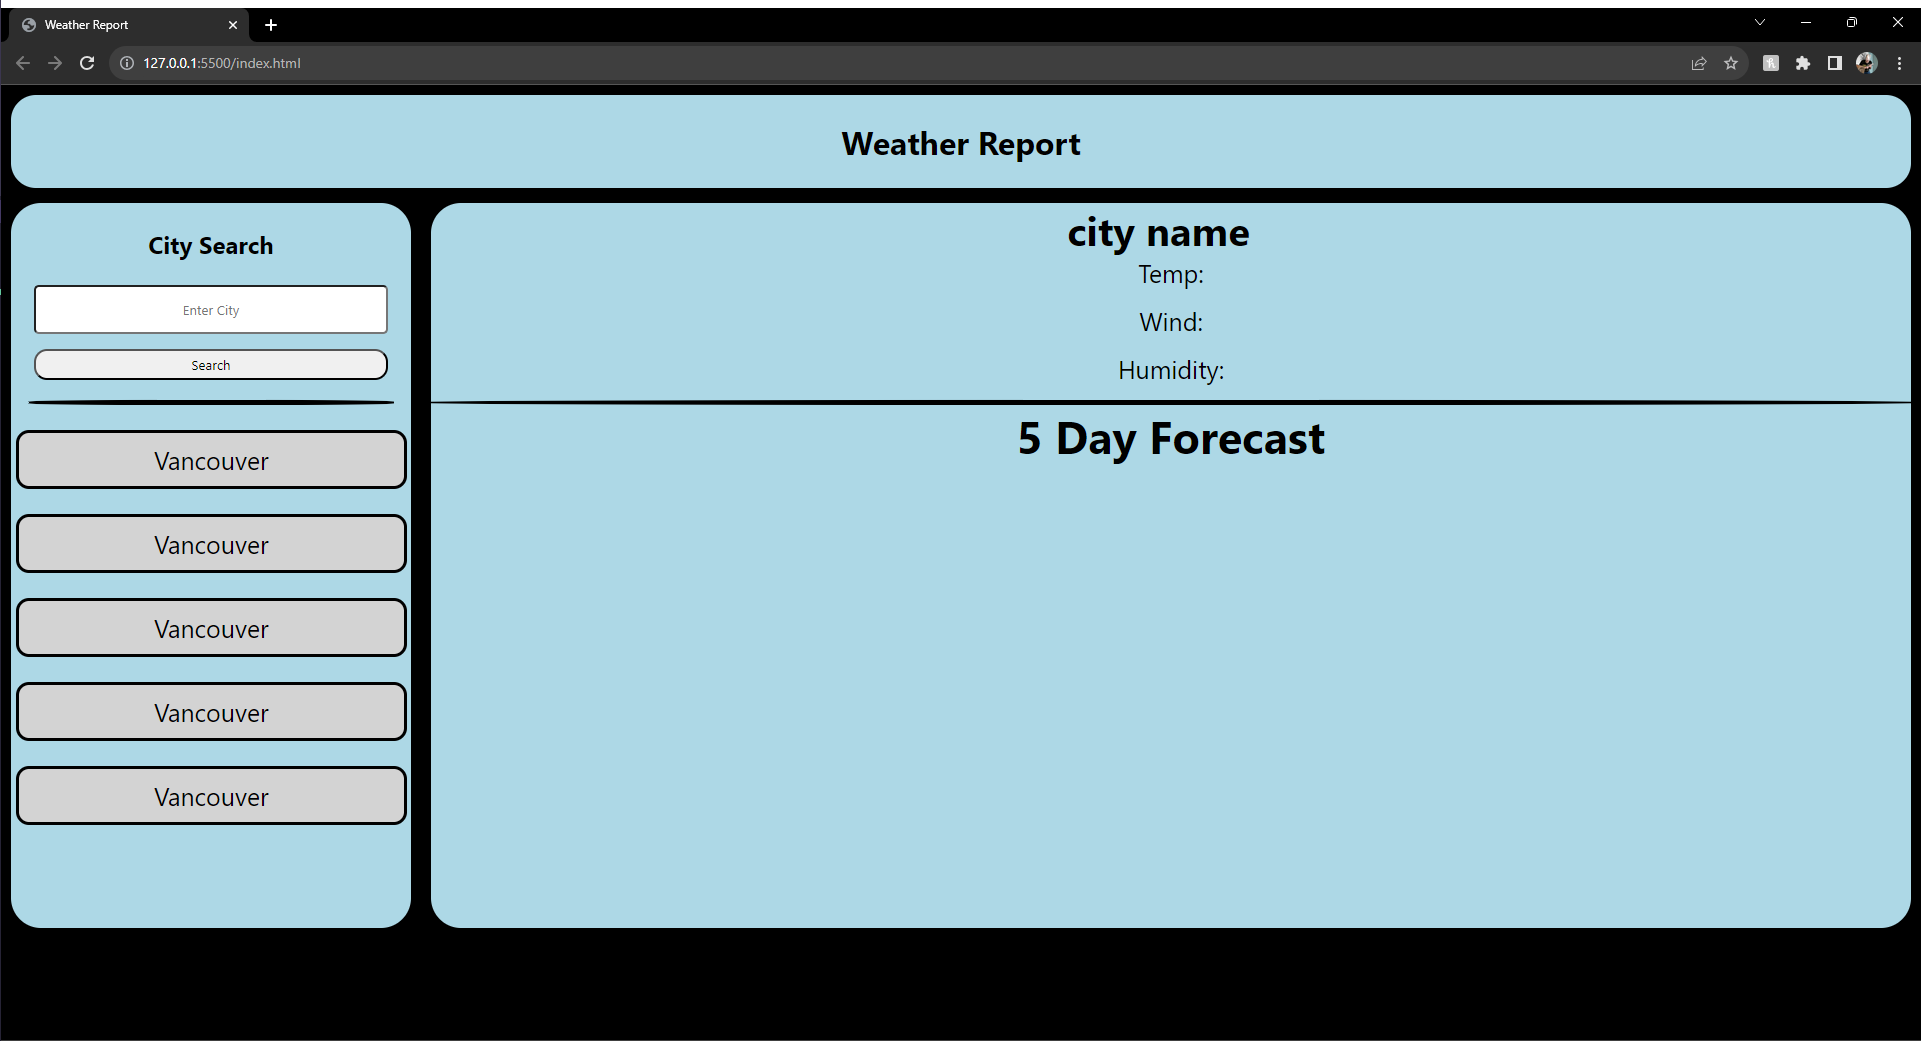 Weather Report
127.0.0.1:5500/index.html
Weather Report
City Search
Enter City
Search
Vancouver
Vancouver
Vancouver
Vancouver
Vancouver
city name
Temp:
Wind:
Humidity:
5 Day Forecast